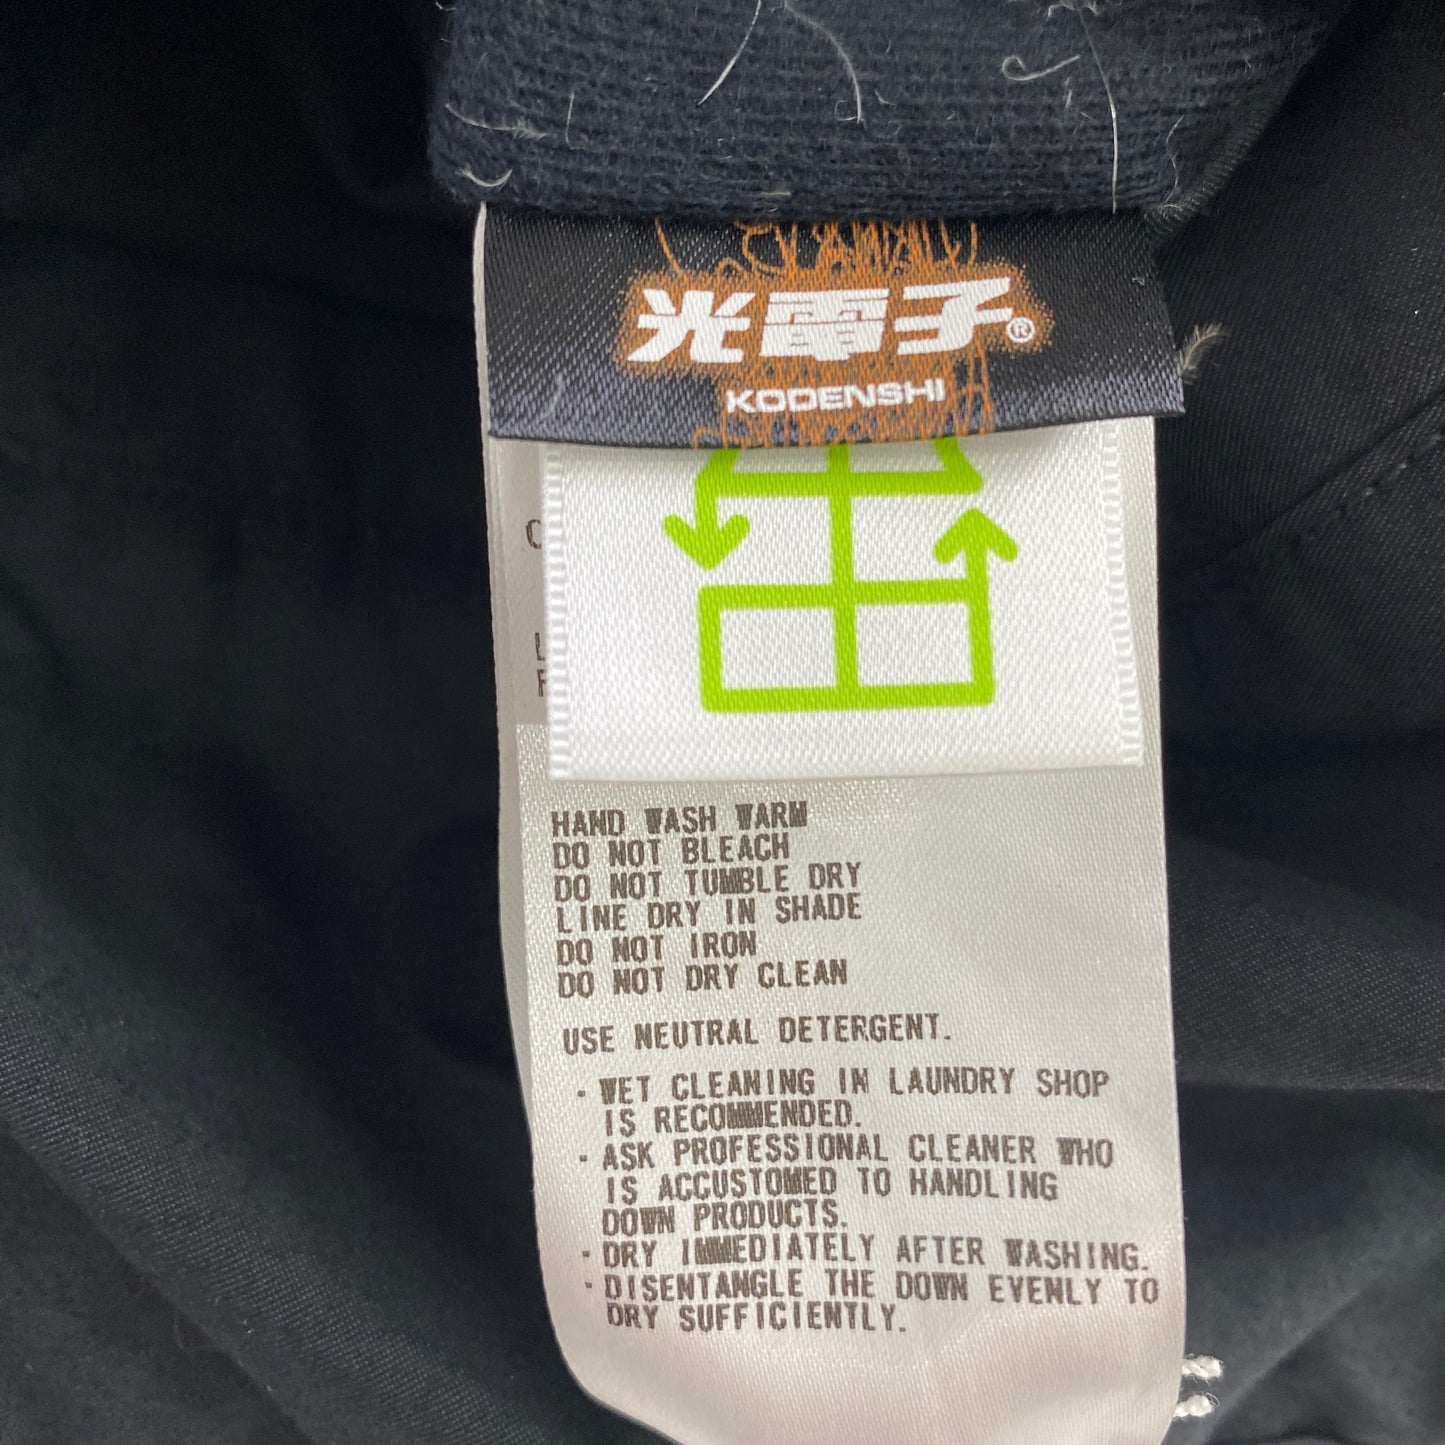 光電子®
KODENSHI
HAND WASH WARM
DO NOT BLEACH
DO NOT TUMBLE DRY
LINE DRY IN SHADE
DO NOT IRON
DO NOT DRY CLEAN
USE NEUTRAL DETERGENT.
· WET CLEANING IN LAUNDRY SHOP
IS RECOMMENDED.
· ASK PROFESSIONAL CLEANER WHO
IS ACCUSTOMED TO HANDLING
DOWN PRODUCTS.
· DRY IMMEDIATELY AFTER WASHING.
· DISENTANGLE THE DOWN EVENLY TO
DRY SUFFICIENTLY.